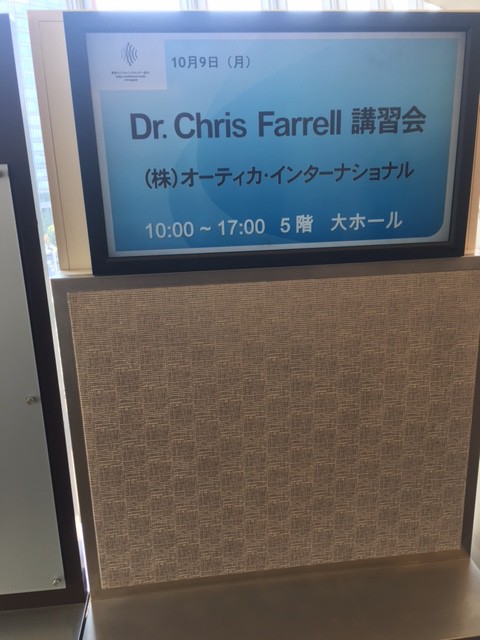 10月9日（月）
Dr. Chris Farrell 講習会
（株）オーティカ・インターナショナル
10:00 ~ 17:00 5階 大ホール